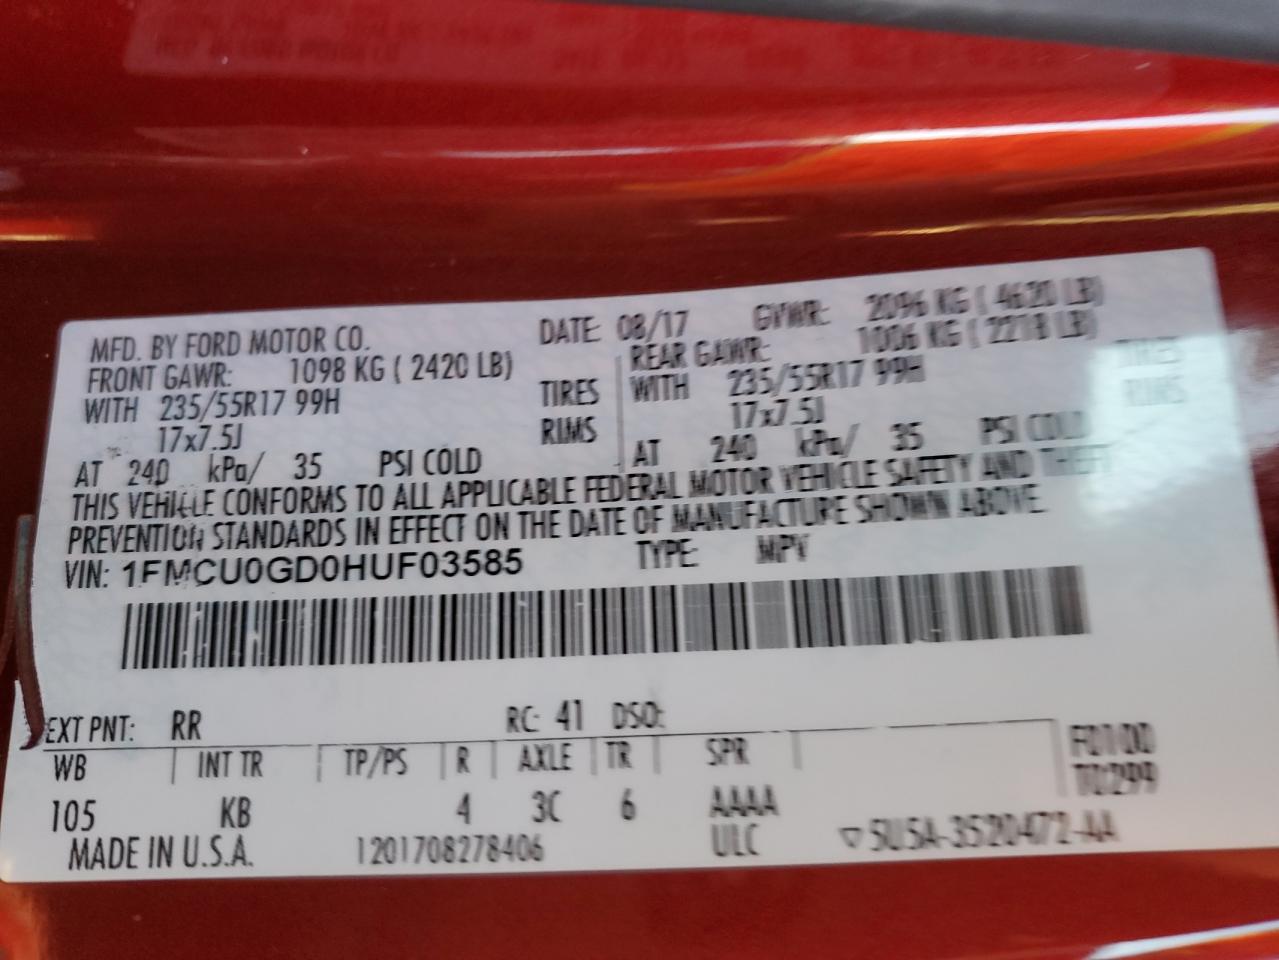 MFD. BY FORD MOTOR CO. DATE: 08/17 GVWR: 2096 KG ( 4620 LB)
FRONT GAWR: 1098 KG ( 2420 LB) REAR GAWR: 1006 KG ( 2218 LB)
WITH 235/55R17 99H TIRES WITH 235/55R17 99H TIRES
17x7.5J RIMS 17x7.5J RIMS
AT 240 kPa/ 35 PSI COLD AT 240 kPa/ 35 PSI COLD
THIS VEHICLE CONFORMS TO ALL APPLICABLE FEDERAL MOTOR VEHICLE SAFETY AND THEFT
PREVENTION STANDARDS IN EFFECT ON THE DATE OF MANUFACTURE SHOWN ABOVE.
VIN: 1FMCU0GD0HUF03585 TYPE: MPV
EXT PNT: RR RC: 41 DSO:
WB INT TR TP/PS R AXLE TR SPR
105 KB 4 3C 6 AAAA
MADE IN U.S.A. 1201708278406 ULC ▽5U5A-3520472-AA